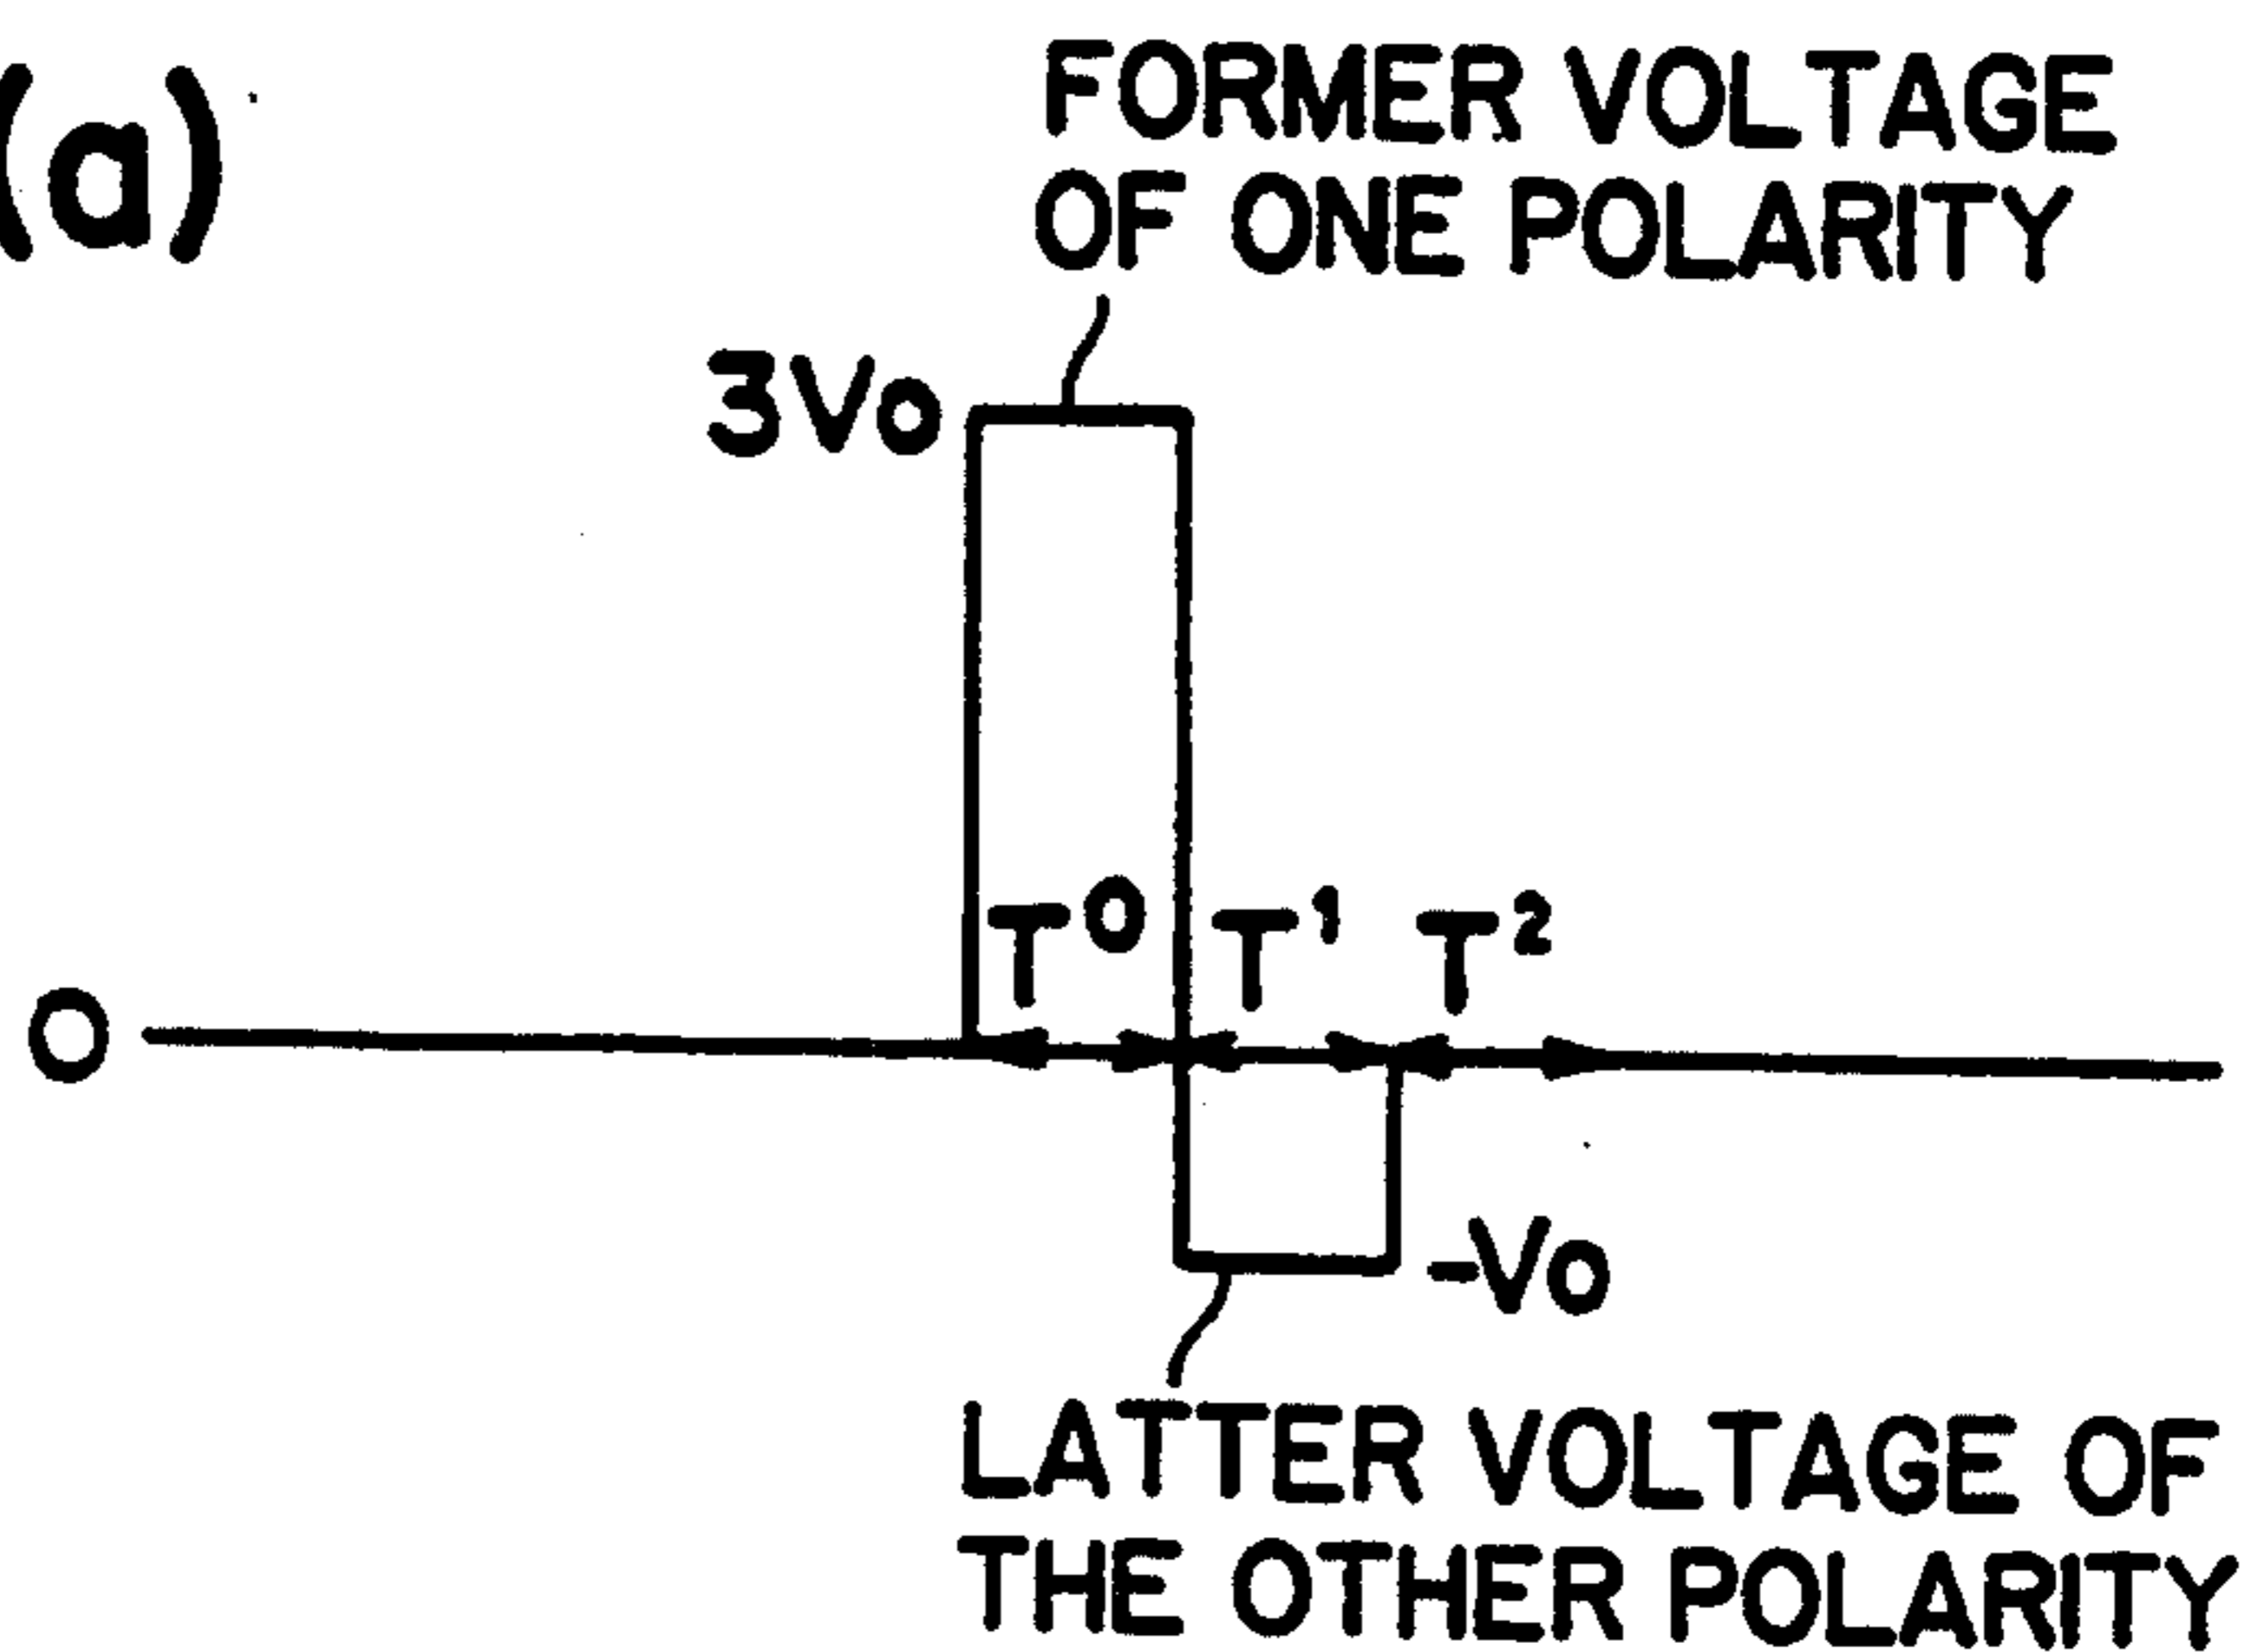 (a)
FORMER VOLTAGE
OF ONE POLARITY
3Vo
T⁰ T¹ T²
O
-Vo
LATTER VOLTAGE OF
THE OTHER POLARITY